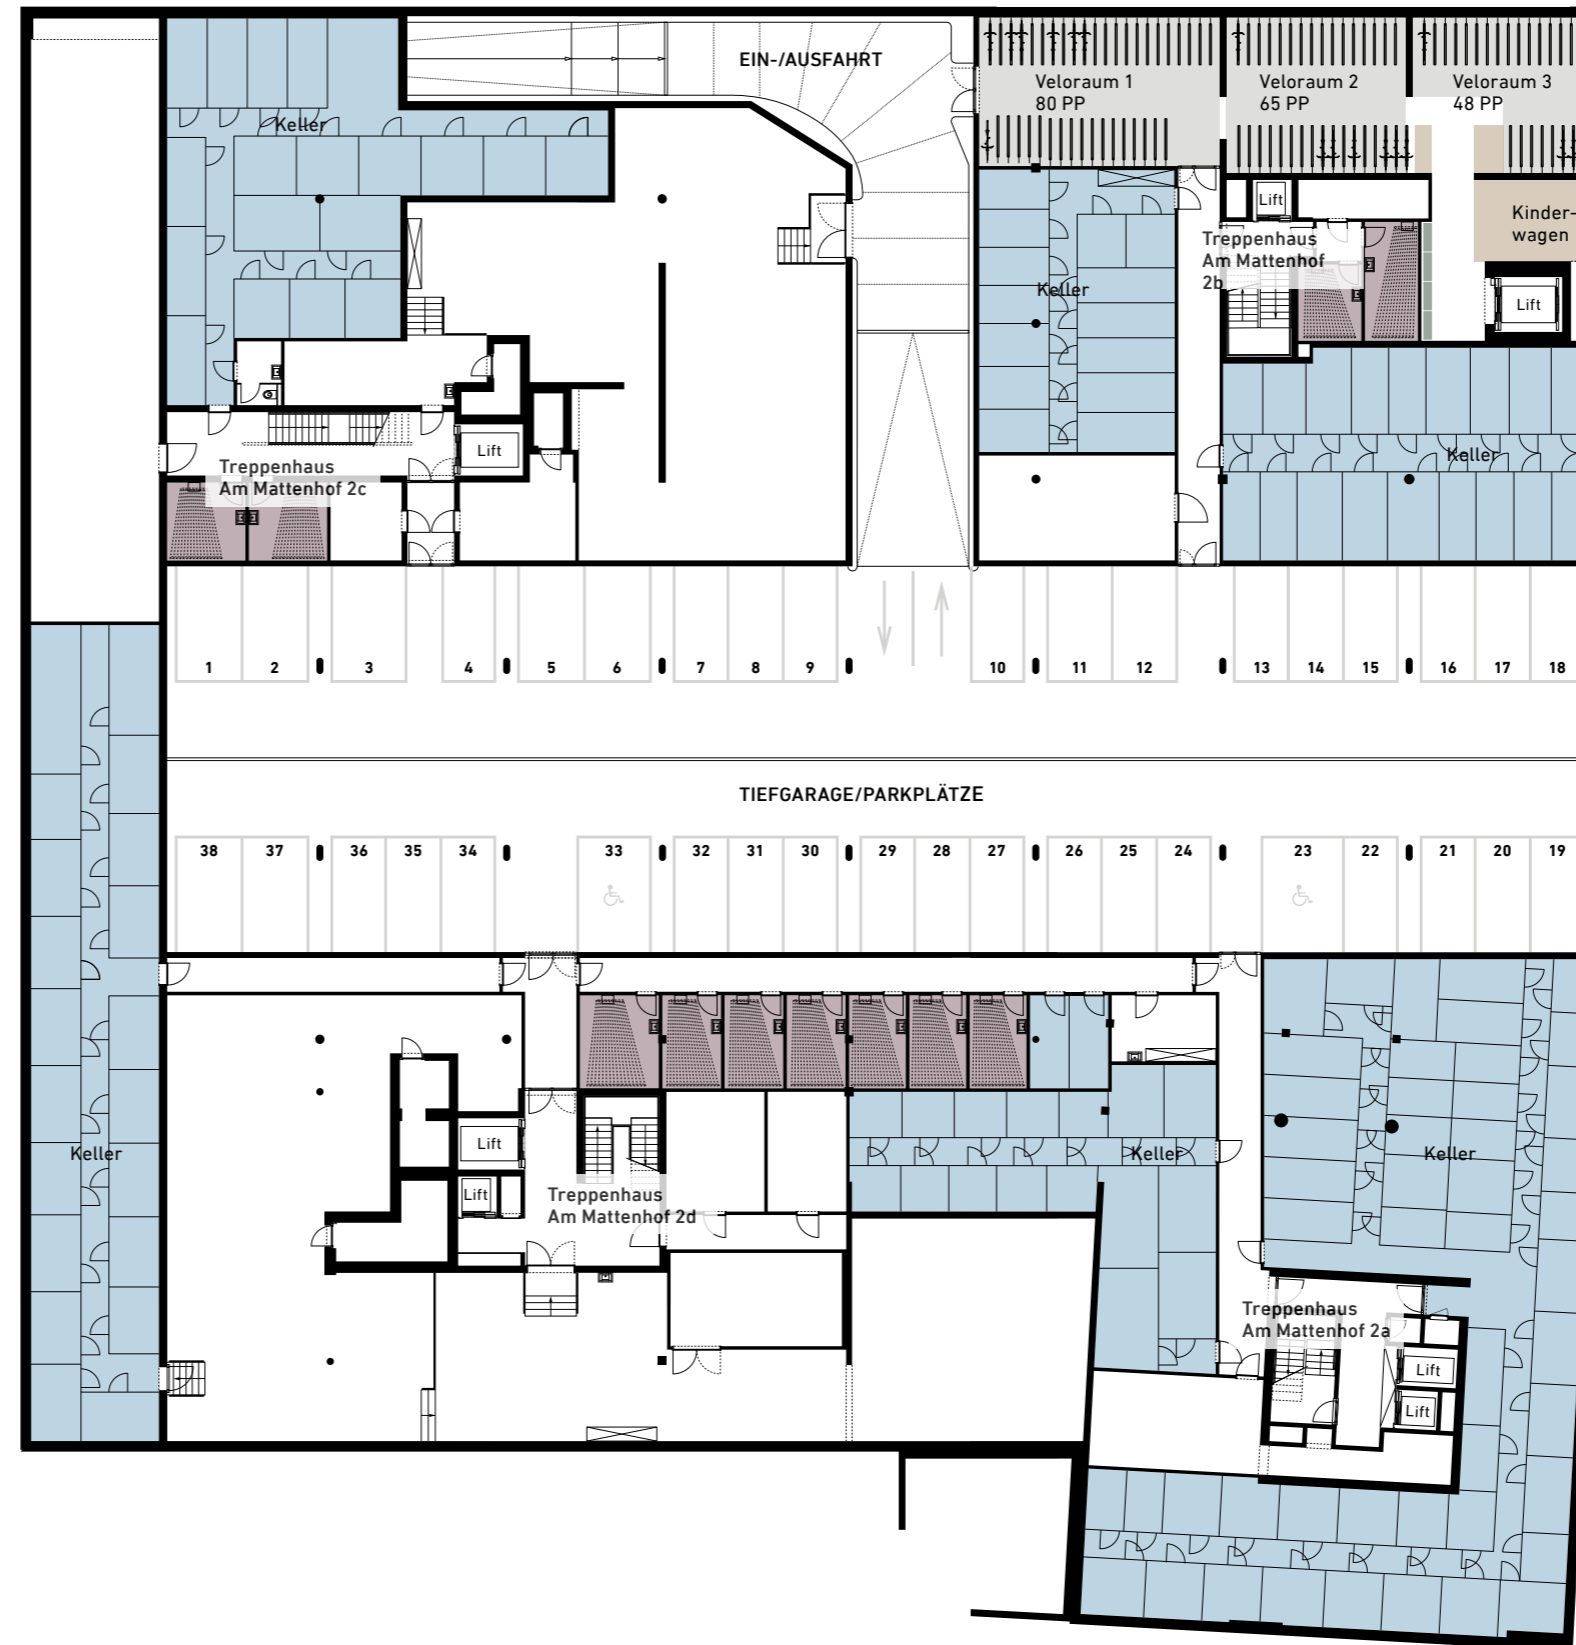 EIN-/AUSFAHRT
Veloraum 1
80 PP
Veloraum 2
65 PP
Veloraum 3
48 PP
Keller
Lift
Kinder-
wagen
Treppenhaus
Am Mattenhof
2b
Keller
Lift
Lift
Keller
Treppenhaus
Am Mattenhof 2c
1 2 3 4 5 6 7 8 9 10 11 12 13 14 15 16 17 18
TIEFGARAGE/PARKPLÄTZE
38 37 36 35 34 33 32 31 30 29 28 27 26 25 24 23 22 21 20 19
Keller
Lift
Keller
Keller
Lift
Treppenhaus
Am Mattenhof 2d
Treppenhaus
Am Mattenhof 2a
Lift
Lift